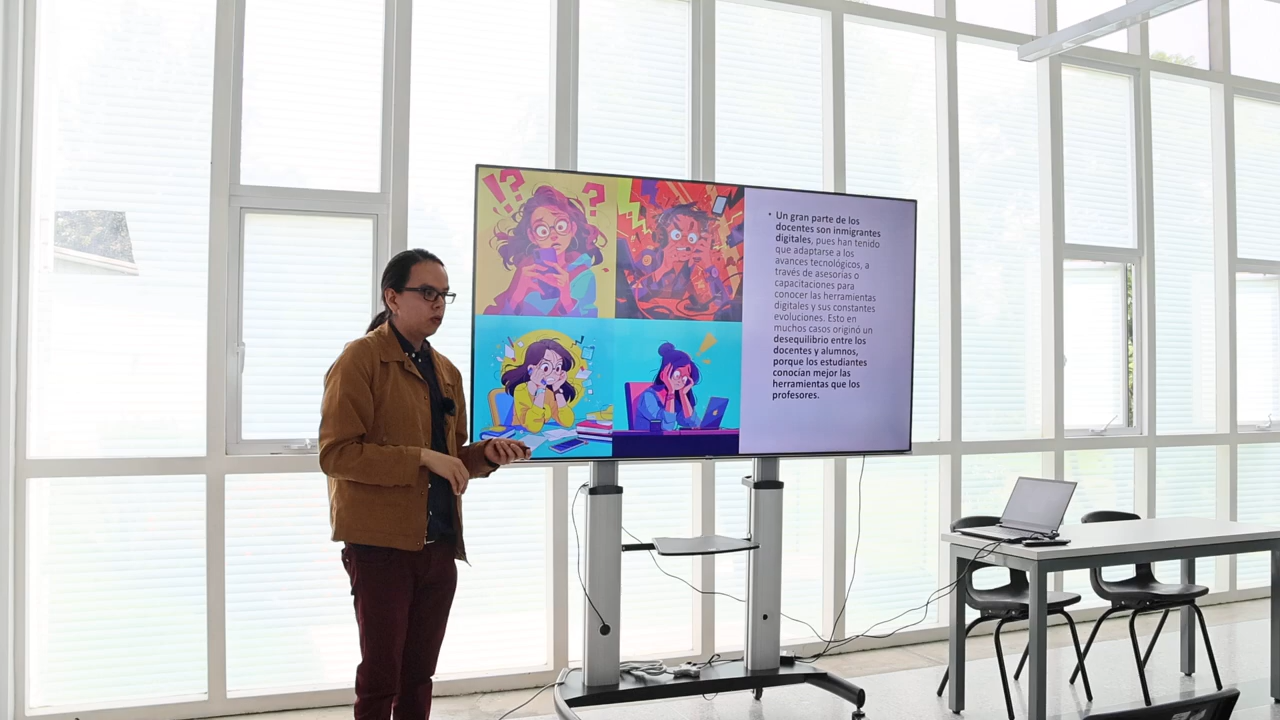 !?
?
• Un gran parte de los
docentes son inmigrantes
digitales, pues han tenido
que adaptarse a los
avances tecnológicos, a
través de asesorías o
capacitaciones para
conocer las herramientas
digitales y sus constantes
evoluciones. Esto en
muchos casos originó un
desequilibrio entre los
docentes y alumnos,
porque los estudiantes
conocían mejor las
herramientas que los
profesores.